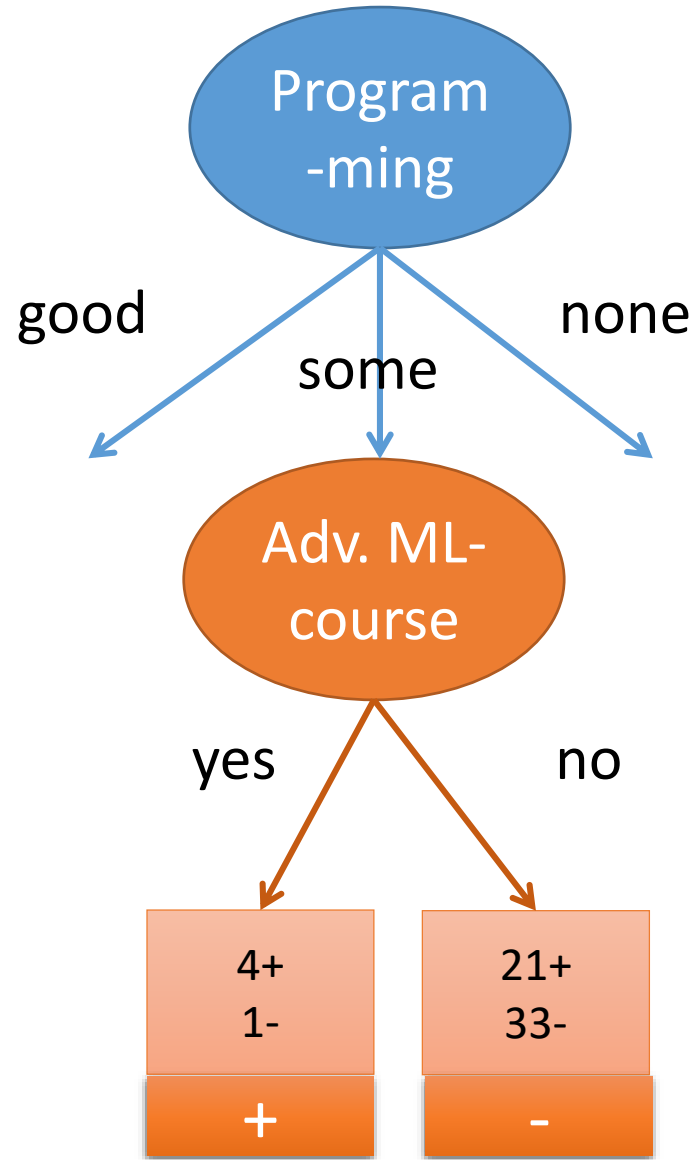 Program
-ming
good
none
some
Adv. ML-
course
yes
no
4+
1-
21+
33-
+
-